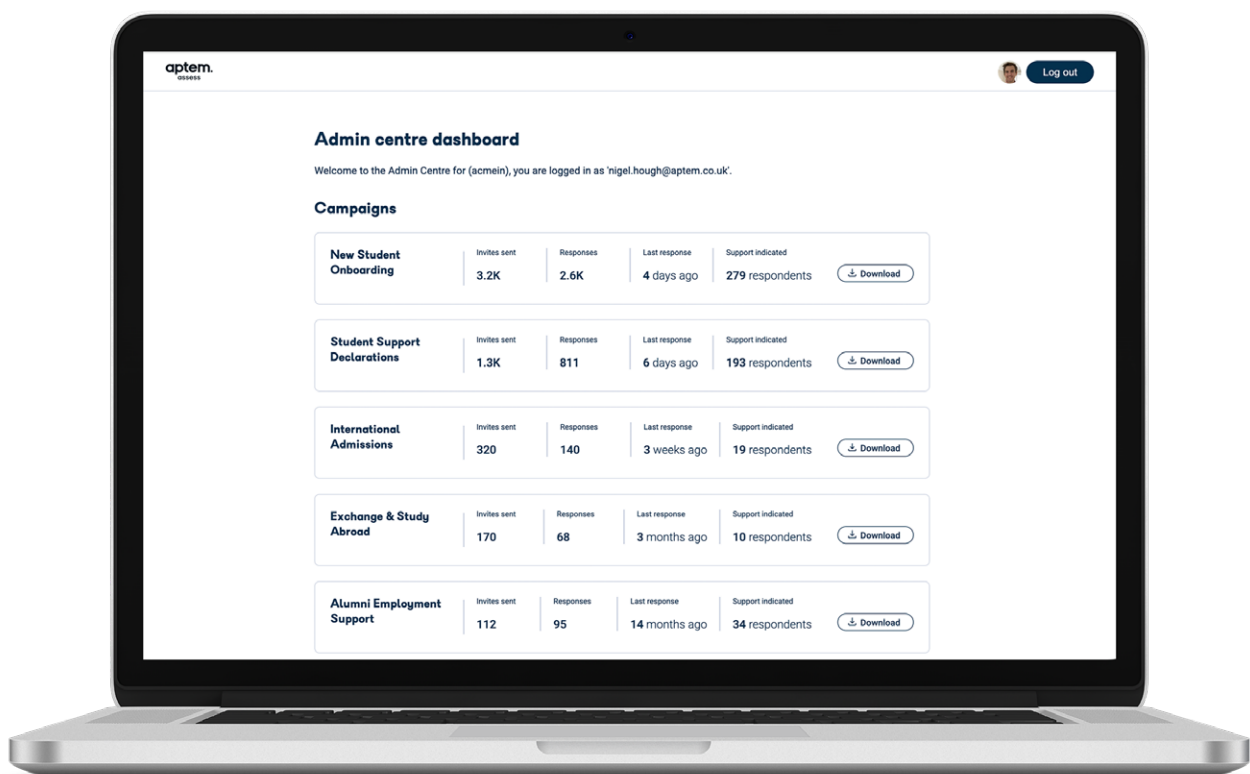 aptem.
assess
Log out
Admin centre dashboard
Welcome to the Admin Centre for (acmein), you are logged in as 'nigel.hough@aptem.co.uk'.
Campaigns
New Student
Onboarding
Invites sent
3.2K
Responses
2.6K
Last response
4 days ago
Support indicated
279 respondents
Download
Student Support
Declarations
Invites sent
1.3K
Responses
811
Last response
6 days ago
Support indicated
193 respondents
Download
International
Admissions
Invites sent
320
Responses
140
Last response
3 weeks ago
Support indicated
19 respondents
Download
Exchange & Study
Abroad
Invites sent
170
Responses
68
Last response
3 months ago
Support indicated
10 respondents
Download
Alumni Employment
Support
Invites sent
112
Responses
95
Last response
14 months ago
Support indicated
34 respondents
Download